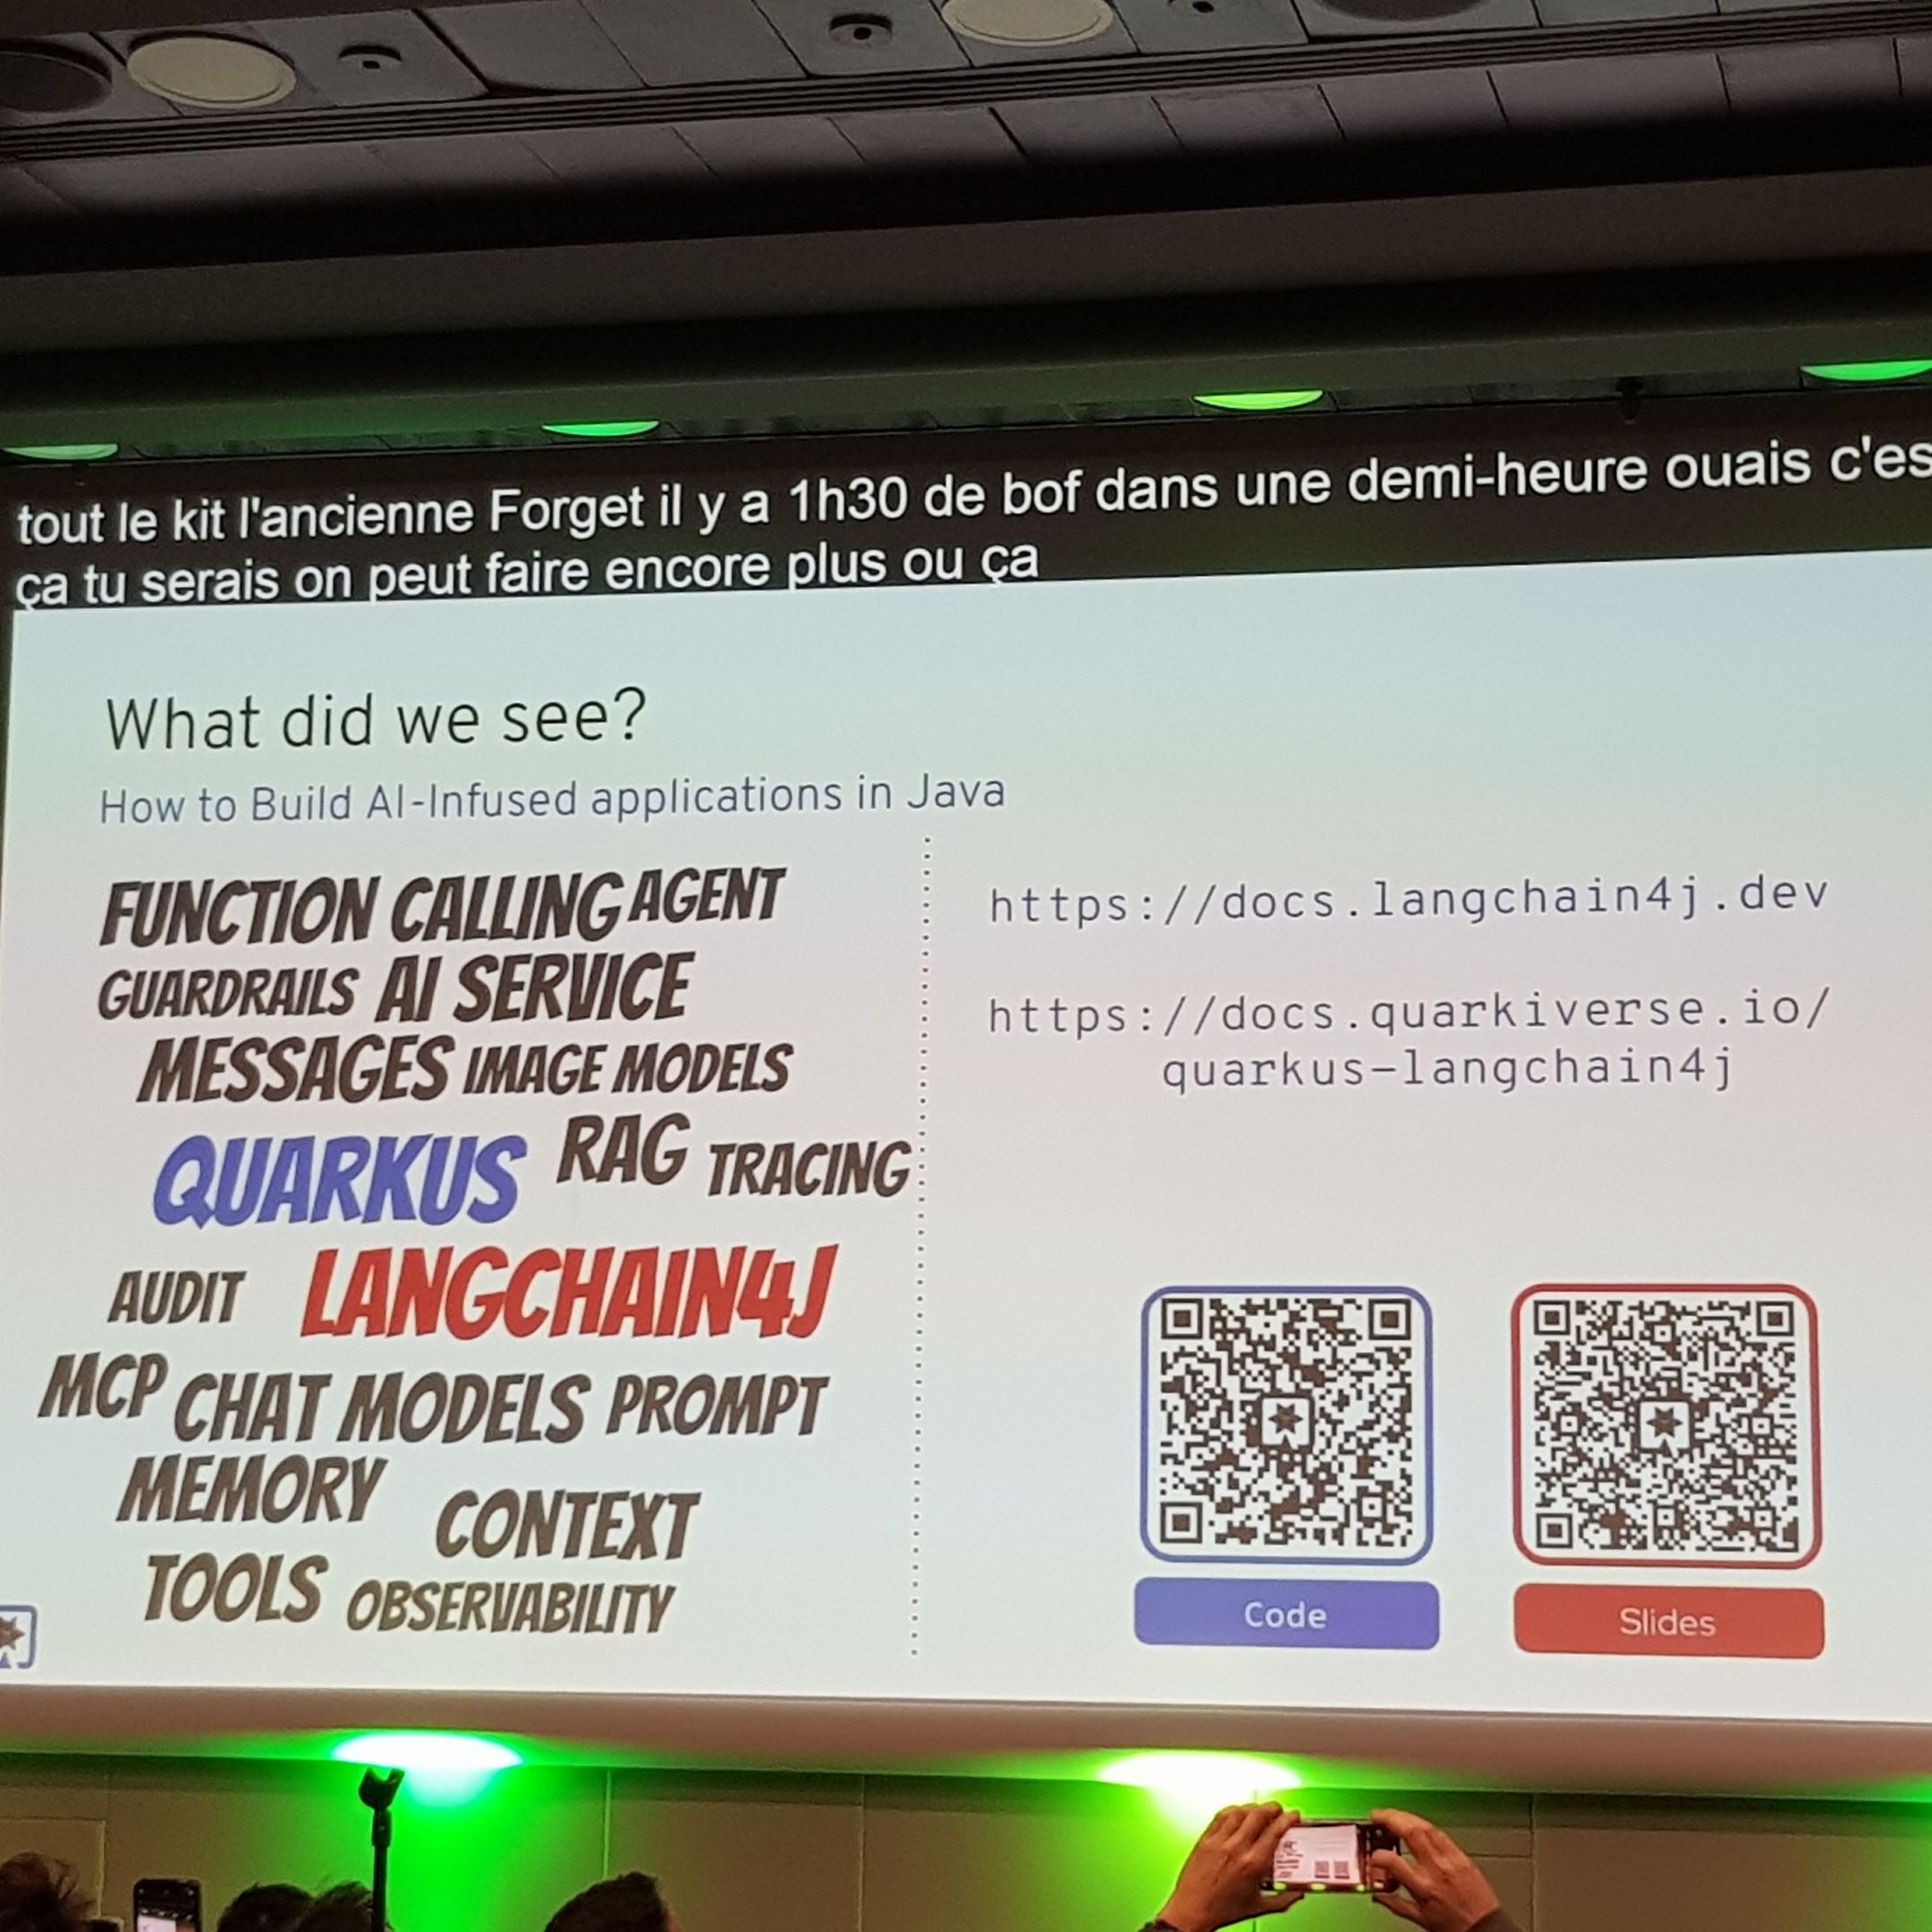 tout le kit l'ancienne Forget il y a 1h30 de bof dans une demi-heure ouais c'es
ça tu serais on peut faire encore plus ou ça
What did we see?
How to Build AI-Infused applications in Java
FUNCTION CALLING AGENT
GUARDRAILS AI SERVICE
MESSAGES IMAGE MODELS
QUARKUS RAG TRACING
AUDIT LANGCHAIN4J
MCP CHAT MODELS PROMPT
MEMORY CONTEXT
TOOLS OBSERVABILITY
https://docs.langchain4j.dev
https://docs.quarkiverse.io/
quarkus-langchain4j
Code
Slides